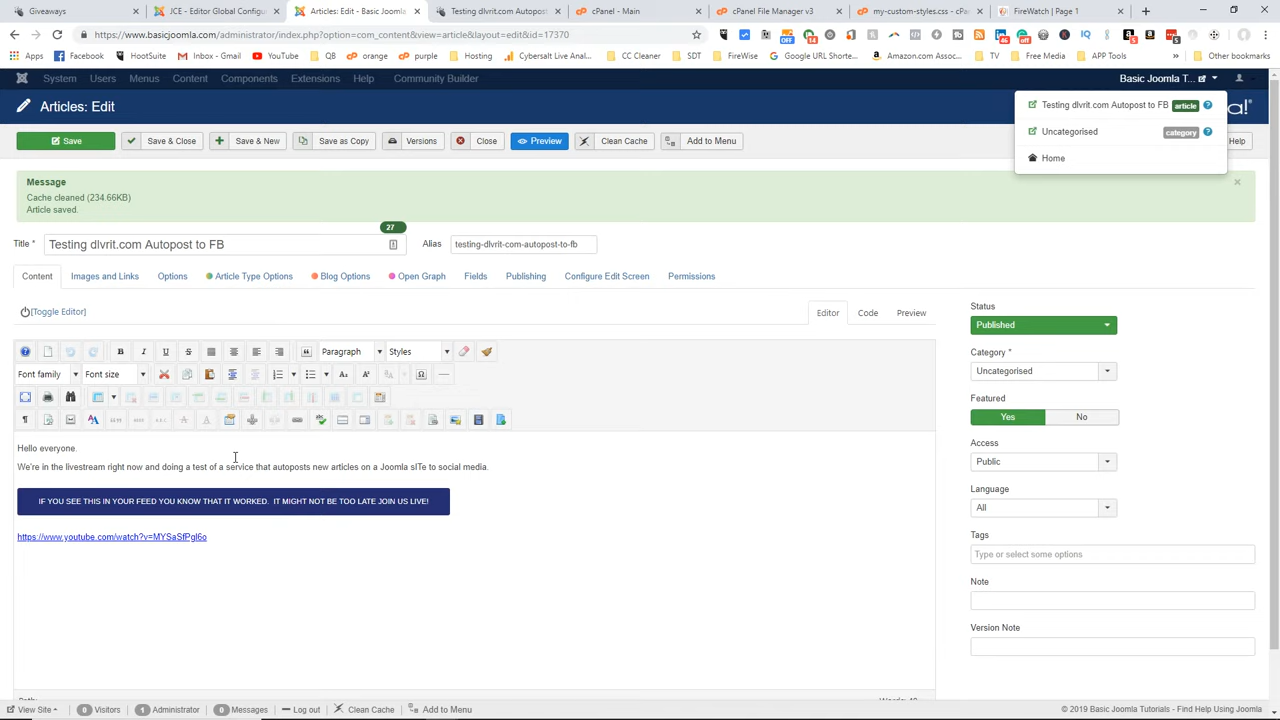 Giveaways
JCE - Editor Global Configurat
Articles: Edit - Basic Joomla Tu
Testing dlvrit.com Autopost to
cPanel - Main
cPanel File Manager v3
my-custom-styles.css - cPanel
FireWatch | Page 1
https://www.basicjoomla.com/administrator/index.php?option=com_content&view=article&layout=edit&id=17370
Bookmarks
Facebook
HootSuite
Inbox - Gmail
YouTube
QB
orange
purple
CC Cleaner
SDT
FireWise
Google URL Shorte...
Cybersalt Live Anal...
Amazon.com Assoc...
TV
Free Media
APP Tools
Other bookmarks
System
Users
Menus
Content
Components
Extensions
Help
Community Builder
Basic Joomla T...
Articles: Edit
Testing dlvrit.com Autopost to FB article
Uncategorised category
Home
Save
Save & Close
Save & New
Save as Copy
Versions
Close
Preview
Clean Cache
Add to Menu
Help
Message
Cache cleaned (234.66KB)
Article saved.
27
Title *
Testing dlvrit.com Autopost to FB
Alias
testing-dlvrit-com-autopost-to-fb
Content
Images and Links
Options
Article Type Options
Blog Options
Open Graph
Fields
Publishing
Configure Edit Screen
Permissions
[Toggle Editor]
Editor
Code
Preview
Paragraph
Styles
Font family
Font size
Hello everyone.
We're in the livestream right now and doing a test of a service that autoposts new articles on a Joomla sITe to social media.
IF YOU SEE THIS IN YOUR FEED YOU KNOW THAT IT WORKED. IT MIGHT NOT BE TOO LATE JOIN US LIVE!
https://www.youtube.com/watch?v=MYSaSfPgl6o
Status
Published
Category *
Uncategorised
Featured
Yes
No
Access
Public
Language
All
Tags
Type or select some options
Note
Version Note
View Site
0 Visitors
1 Administrator
0 Messages
Log out
Clean Cache
Add to Menu
© 2019 Basic Joomla Tutorials - Find Help Using Joomla